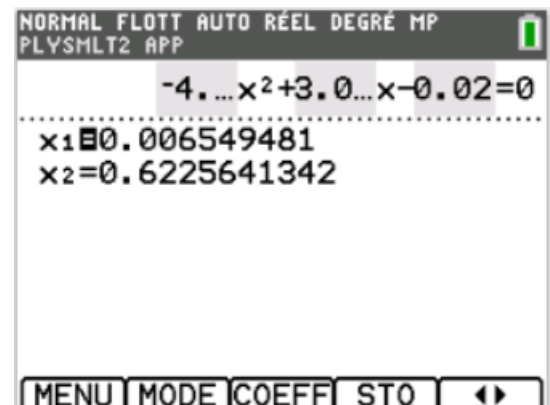 NORMAL FLOTT AUTO RÉEL DEGRÉ MP
PLYSMLT2 APP
-4.…x²+3.0…x-0.02=0
x1=0.006549481
x2=0.6225641342
MENU MODE COEFF STO ◄►